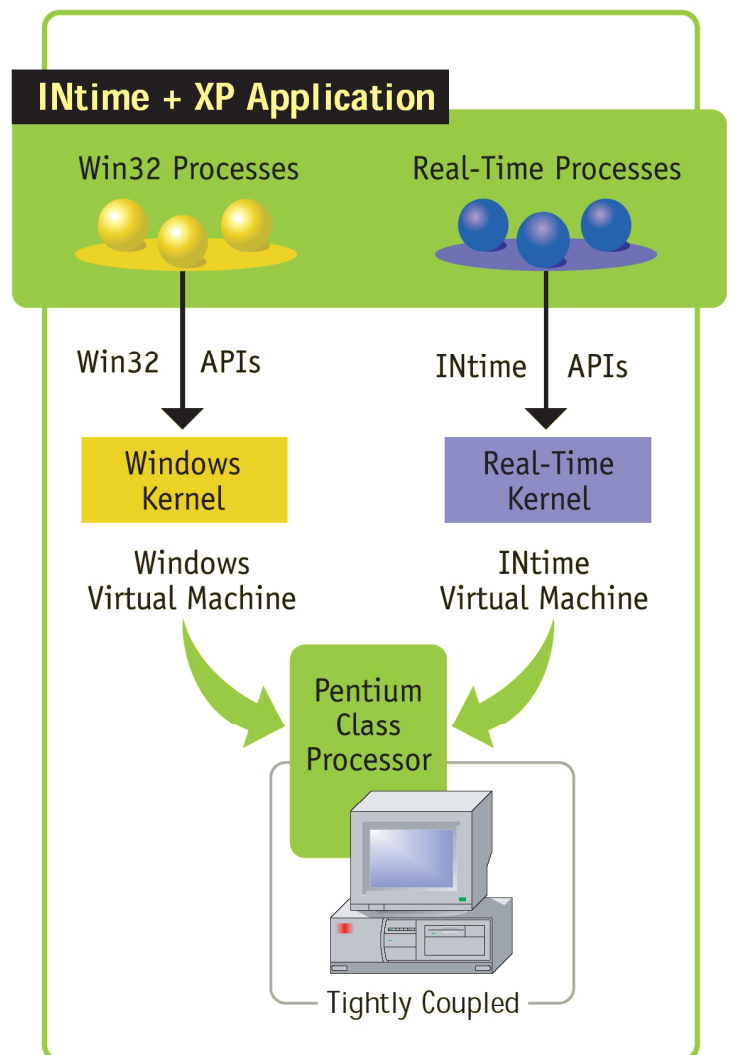 INtime + XP Application
Win32 Processes
Real-Time Processes
Win32 APIs
INtime APIs
Windows
Kernel
Real-Time
Kernel
Windows
Virtual Machine
INtime
Virtual Machine
Pentium
Class
Processor
Tightly Coupled